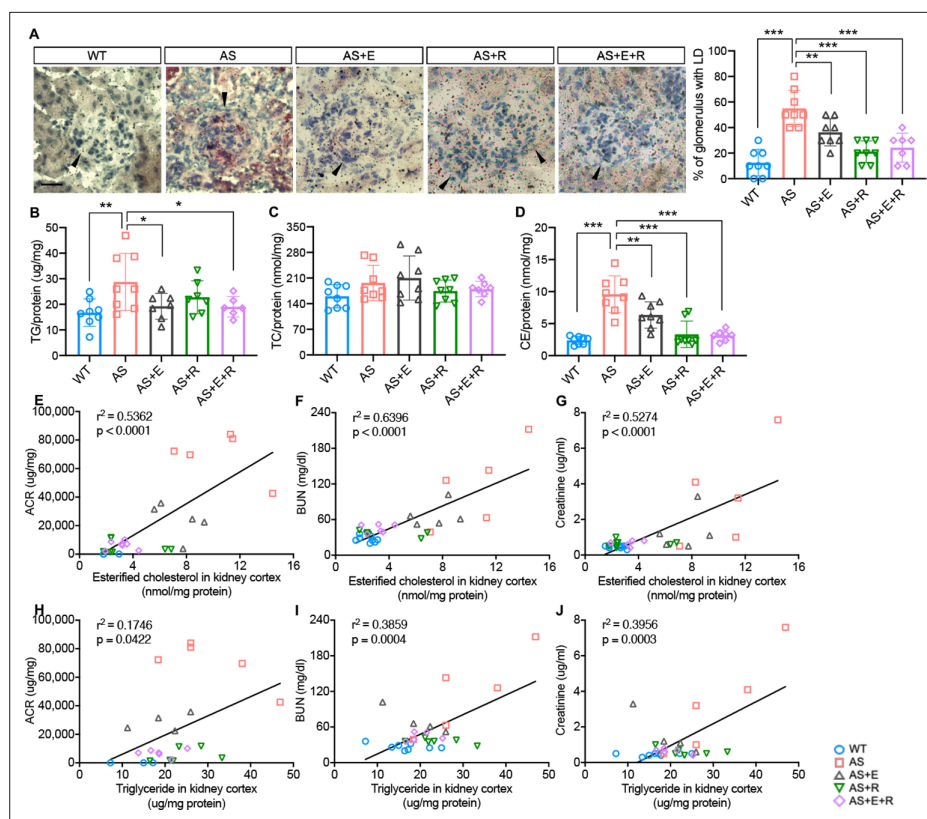 A
WT AS AS+E AS+R AS+E+R
% of glomerulus with LD
100
80
60
40
20
0
*** *** *** **
WT AS AS+E AS+R AS+E+R
B
TG/protein (ug/mg)
50
40
30
20
10
0
** * *
WT AS AS+E AS+R AS+E+R
C
TC/protein (nmol/mg)
350
280
210
140
70
0
WT AS AS+E AS+R AS+E+R
D
CE/protein (nmol/mg)
20
15
10
5
0
*** *** *** **
WT AS AS+E AS+R AS+E+R
E
ACR (ug/mg)
100,000
80,000
60,000
40,000
20,000
0
r² = 0.5362
p < 0.0001
0 4 8 12 16
Esterified cholesterol in kidney cortex
(nmol/mg protein)
F
BUN (mg/dl)
240
180
120
60
0
r² = 0.6396
p < 0.0001
0 4 8 12 16
Esterified cholesterol in kidney cortex
(nmol/mg protein)
G
Creatinine (ug/ml)
8
6
4
2
0
r² = 0.5274
p < 0.0001
0 4 8 12 16
Esterified cholesterol in kidney cortex
(nmol/mg protein)
H
ACR (ug/mg)
100,000
80,000
60,000
40,000
20,000
0
r² = 0.1746
p = 0.0422
0 10 20 30 40 50
Triglyceride in kidney cortex
(ug/mg protein)
I
BUN (mg/dl)
240
180
120
60
0
r² = 0.3859
p = 0.0004
0 10 20 30 40 50
Triglyceride in kidney cortex
(ug/mg protein)
J
Creatinine (ug/ml)
8
6
4
2
0
r² = 0.3956
p = 0.0003
0 10 20 30 40 50
Triglyceride in kidney cortex
(ug/mg protein)
WT
AS
AS+E
AS+R
AS+E+R